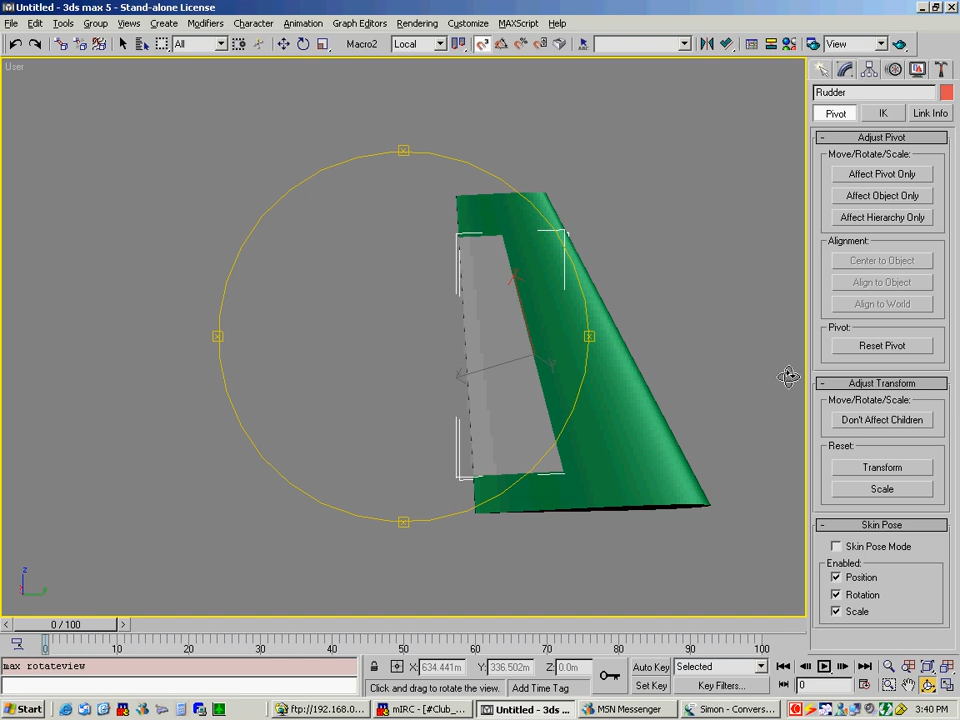 Untitled - 3ds max 5 - Stand-alone License
File Edit Tools Group Views Create Modifiers Character Animation Graph Editors Rendering Customize MAXScript Help
All Macro2 Local View
User
Rudder
Pivot IK Link Info
- Adjust Pivot
Move/Rotate/Scale:
Affect Pivot Only
Affect Object Only
Affect Hierarchy Only
Alignment:
Center to Object
Align to Object
Align to World
Pivot:
Reset Pivot
- Adjust Transform
Move/Rotate/Scale:
Don't Affect Children
Reset:
Transform
Scale
- Skin Pose
Skin Pose Mode
Enabled:
Position
Rotation
Scale
z
< 0 / 100 >
0 10 20 30 40 50 60 70 80 90 100
max rotateview
X: 634.441m Y: 336.502m Z: 0.0m Auto Key Selected
Click and drag to rotate the view. Add Time Tag Set Key Key Filters... 0
Start ftp://192.168.0... mIRC - [#Club_... Untitled - 3ds ... MSN Messenger Simon - Convers... 3:40 PM